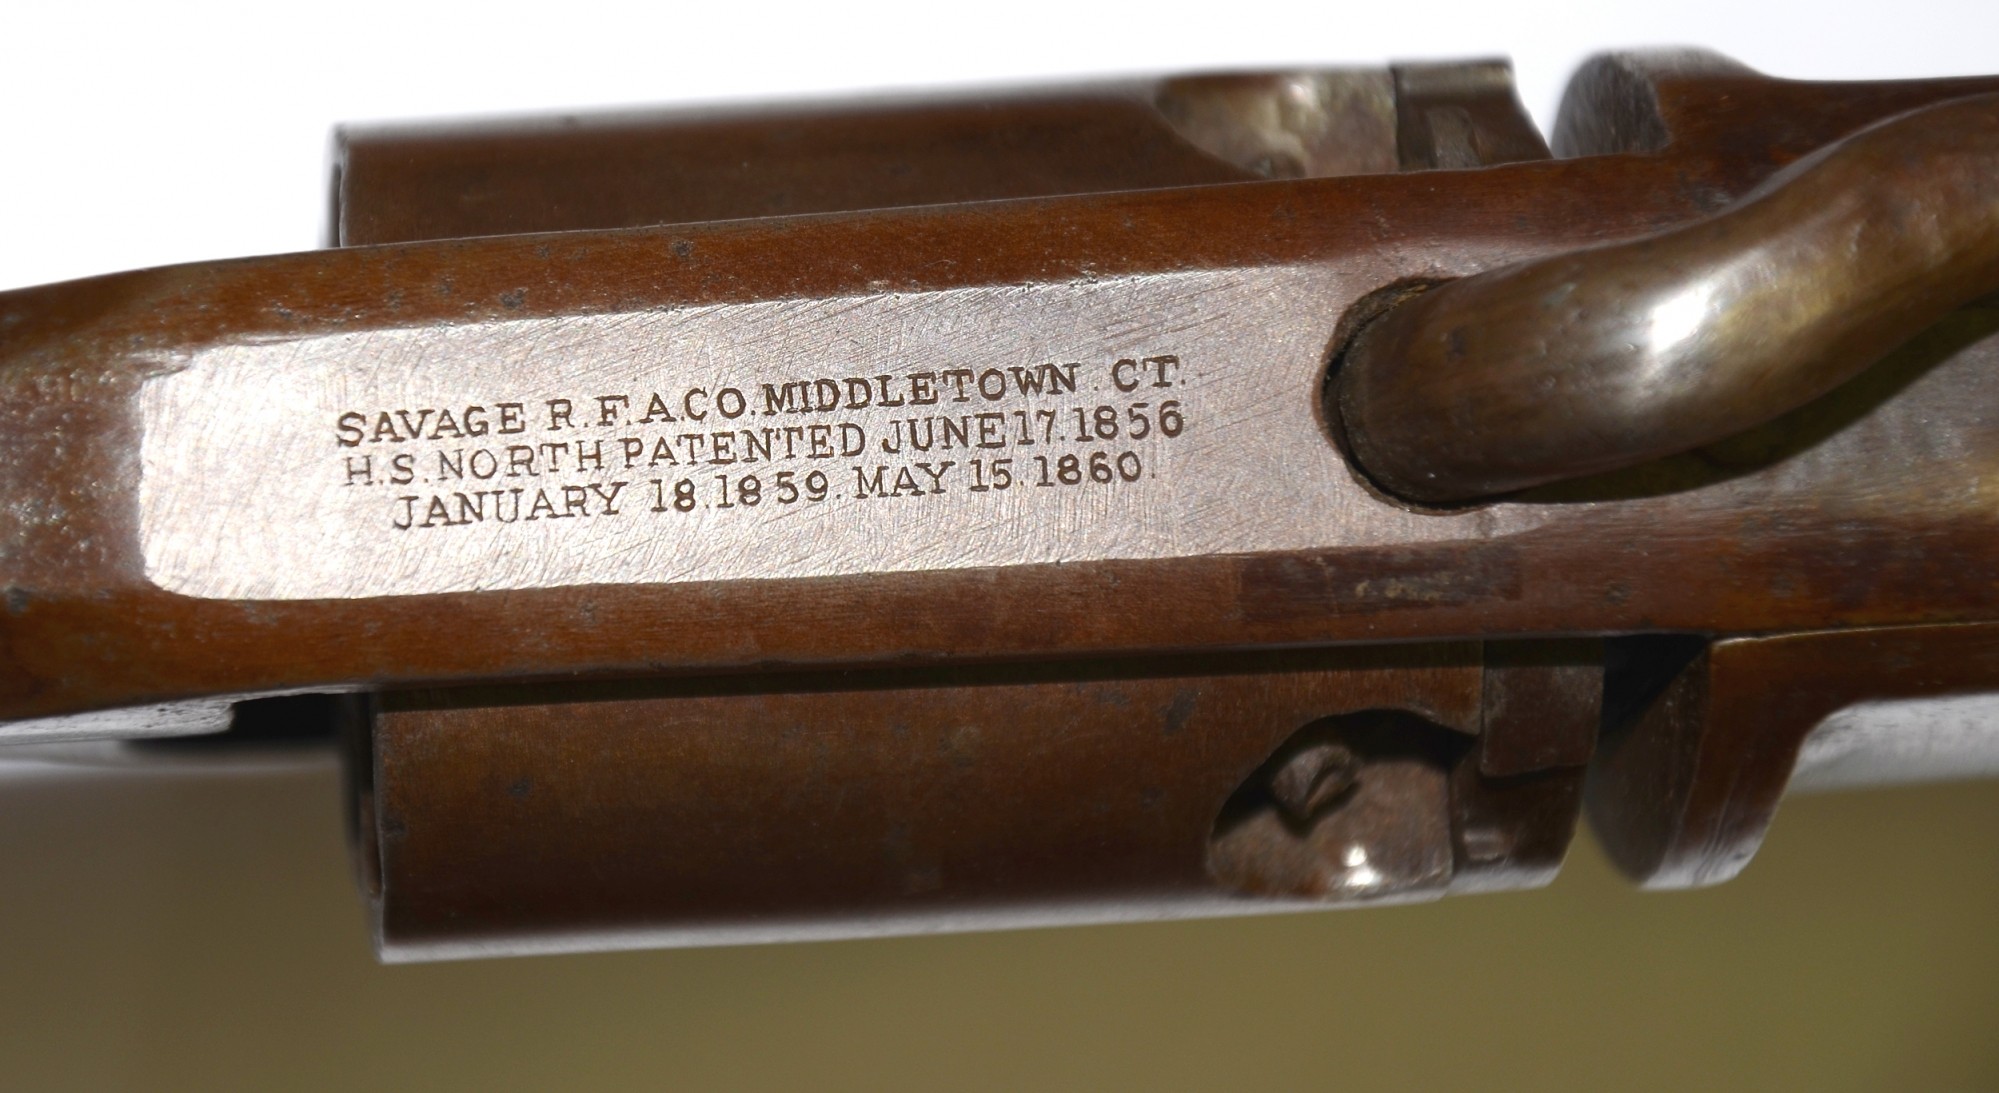 SAVAGE R.F.A.CO.MIDDLETOWN.CT.
H.S.NORTH PATENTED JUNE 17.1856
JANUARY 18.1859. MAY 15.1860.